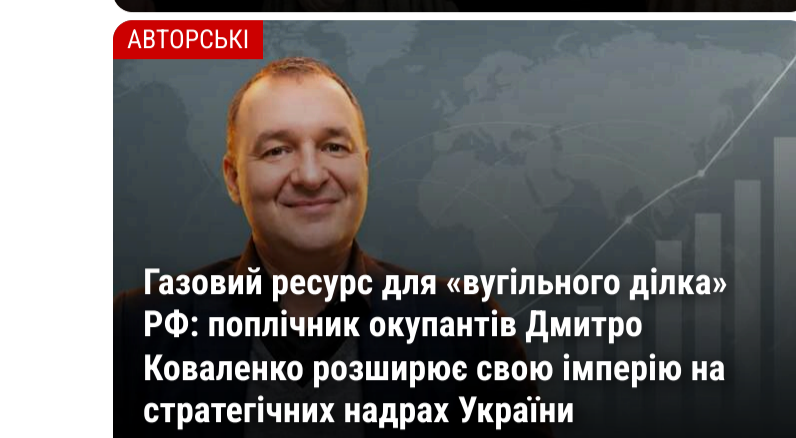 АВТОРСЬКІ
Газовий ресурс для «вугільного ділка»
РФ: поплічник окупантів Дмитро
Коваленко розширює свою імперію на
стратегічних надрах України